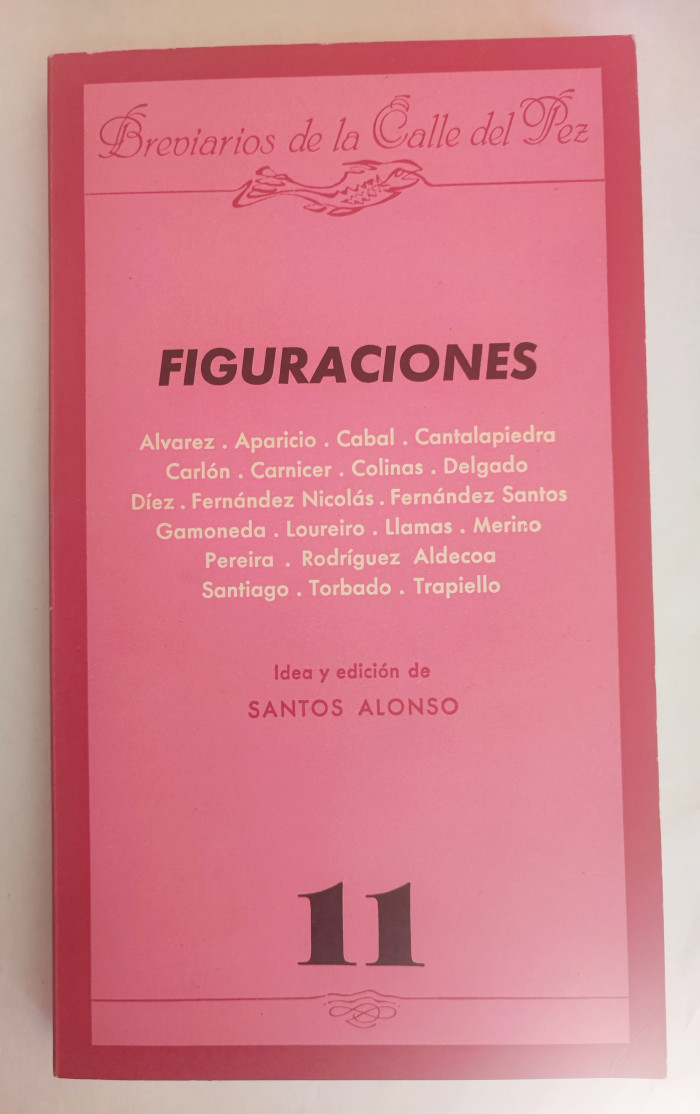 Breviarios de la Calle del Pez
FIGURACIONES
Alvarez . Aparicio . Cabal . Cantalapiedra
Carlón . Carnicer . Colinas . Delgado
Díez . Fernández Nicolás . Fernández Santos
Gamoneda . Loureiro . Llamas . Merino
Pereira . Rodríguez Aldecoa
Santiago . Torbado . Trapiello
Idea y edición de
SANTOS ALONSO
11